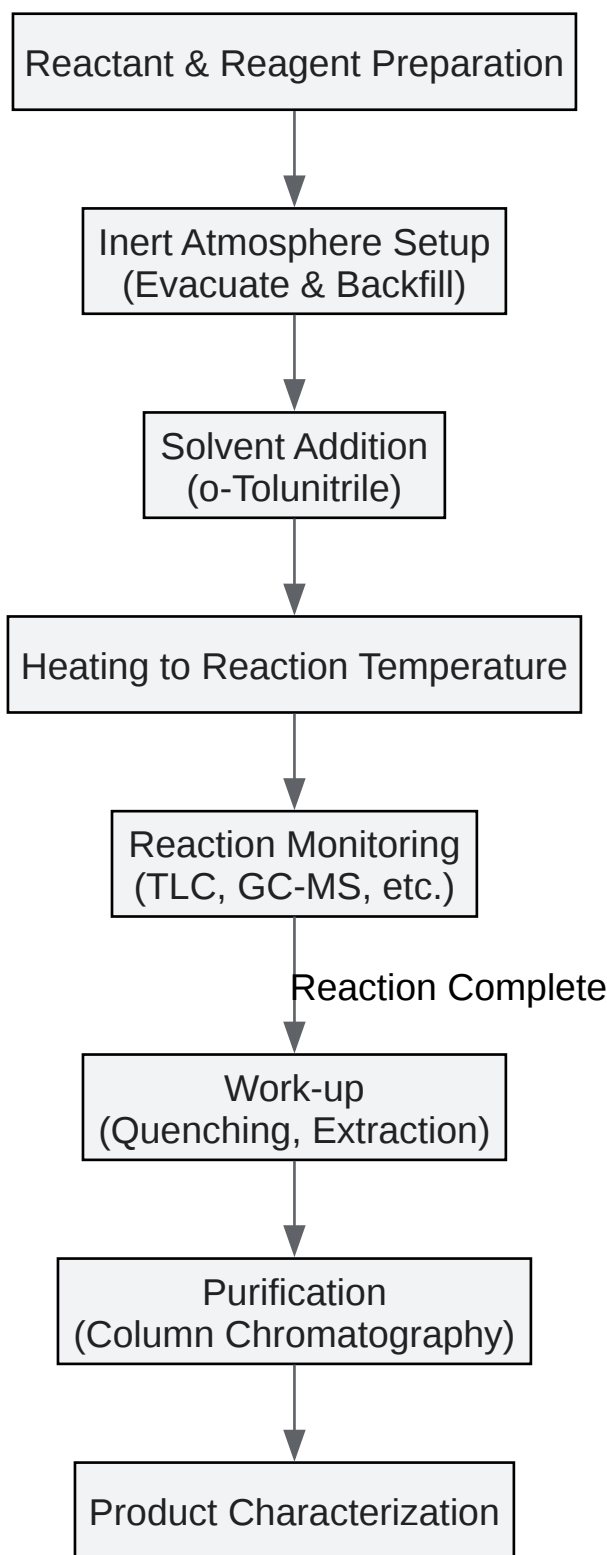 Reactant & Reagent Preparation
Inert Atmosphere Setup
(Evacuate & Backfill)
Solvent Addition
(o-Tolunitrile)
Heating to Reaction Temperature
Reaction Monitoring
(TLC, GC-MS, etc.)
Reaction Complete
Work-up
(Quenching, Extraction)
Purification
(Column Chromatography)
Product Characterization